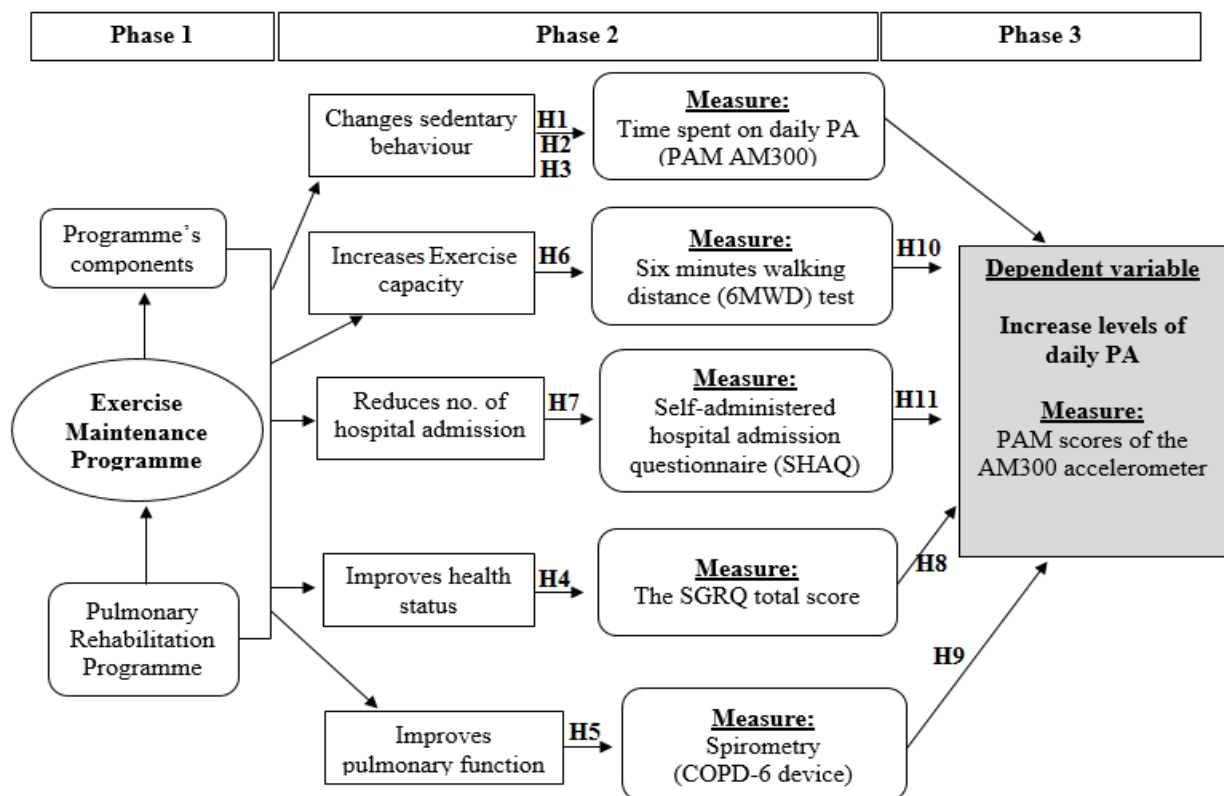 Phase 1
Phase 2
Phase 3
Programme's
components
Exercise
Maintenance
Programme
Pulmonary
Rehabilitation
Programme
Changes sedentary
behaviour
H1
H2
H3
Measure:
Time spent on daily PA
(PAM AM300)
Increases Exercise
capacity
H6
Measure:
Six minutes walking
distance (6MWD) test
H10
Reduces no. of
hospital admission
H7
Measure:
Self-administered
hospital admission
questionnaire (SHAQ)
H11
Improves health
status
H4
Measure:
The SGRQ total score
H8
Improves
pulmonary function
H5
Measure:
Spirometry
(COPD-6 device)
H9
Dependent variable
Increase levels of
daily PA
Measure:
PAM scores of the
AM300 accelerometer